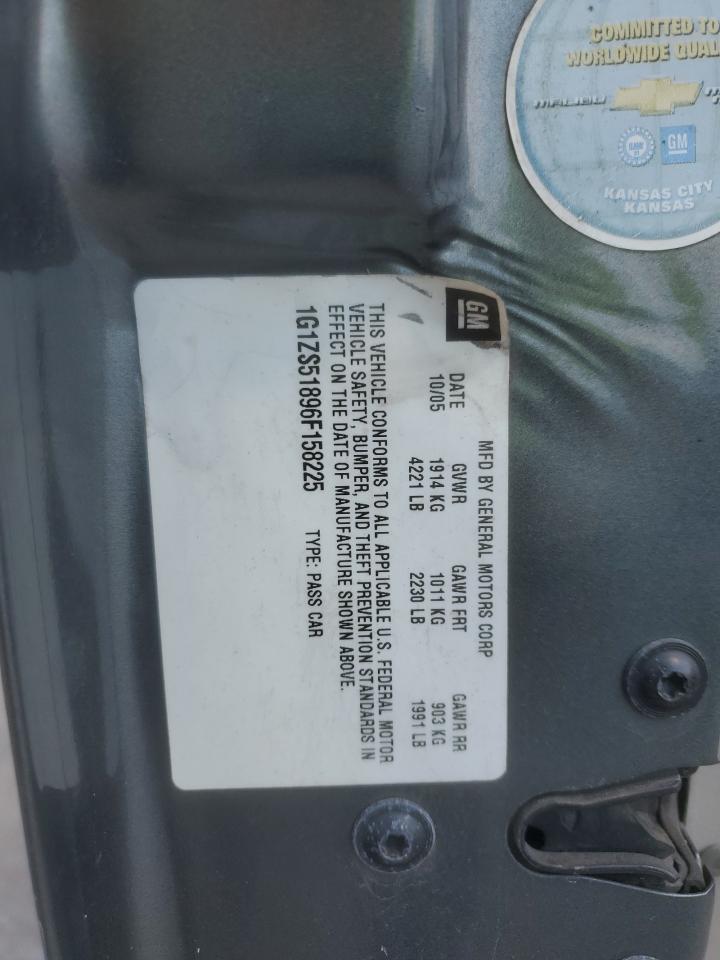 COMMITTED TO
WORLDWIDE QUAL
MALIBU
GM
KANSAS CITY
KANSAS
GM
MFD BY GENERAL MOTORS CORP
DATE GVWR GAWR FRT GAWR RR
10/05 1914 KG 1011 KG 903 KG
4221 LB 2230 LB 1991 LB
THIS VEHICLE CONFORMS TO ALL APPLICABLE U.S. FEDERAL MOTOR
VEHICLE SAFETY, BUMPER, AND THEFT PREVENTION STANDARDS IN
EFFECT ON THE DATE OF MANUFACTURE SHOWN ABOVE.
1G1ZS51896F158225 TYPE: PASS CAR